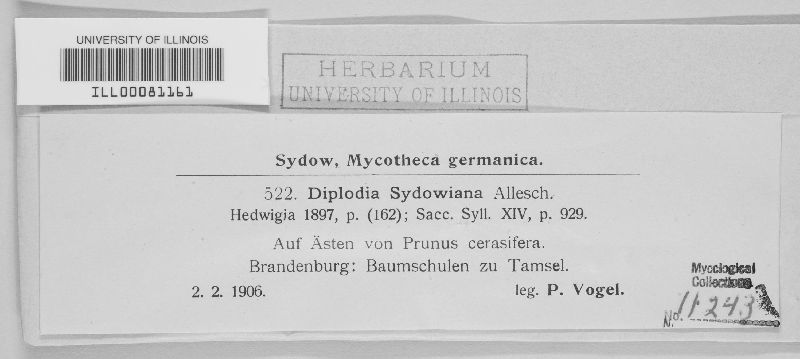 UNIVERSITY OF ILLINOIS
ILL00081161
HERBARIUM
UNIVERSITY OF ILLINOIS
Sydow, Mycotheca germanica.
522. Diplodia Sydowiana Allesch.
Hedwigia 1897, p. (162); Sacc. Syll. XIV, p. 929.
Auf Ästen von Prunus cerasifera.
Brandenburg: Baumschulen zu Tamsel.
2. 2. 1906. leg. P. Vogel.
Mycological
Collections
No. 11243